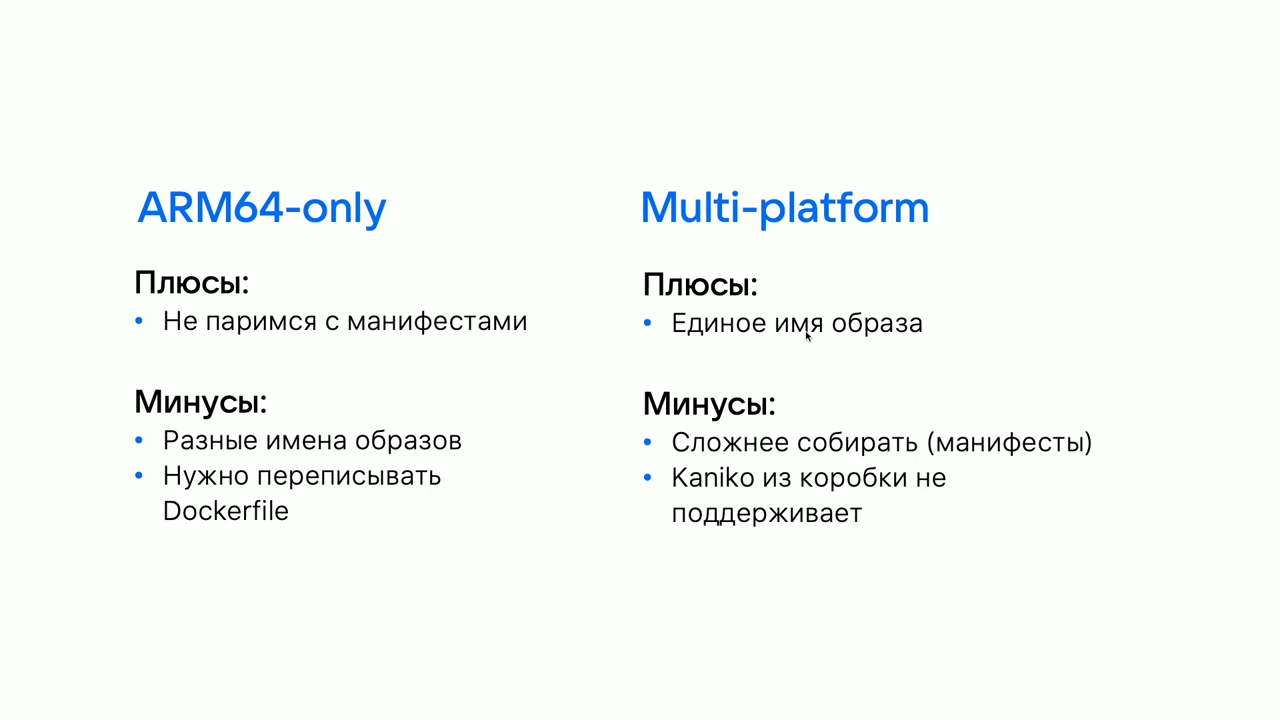 ARM64-only
Плюсы:
• Не паримся с манифестами
Минусы:
• Разные имена образов
• Нужно переписывать
Dockerfile
Multi-platform
Плюсы:
• Единое имя образа
Минусы:
• Сложнее собирать (манифесты)
• Kaniko из коробки не
поддерживает